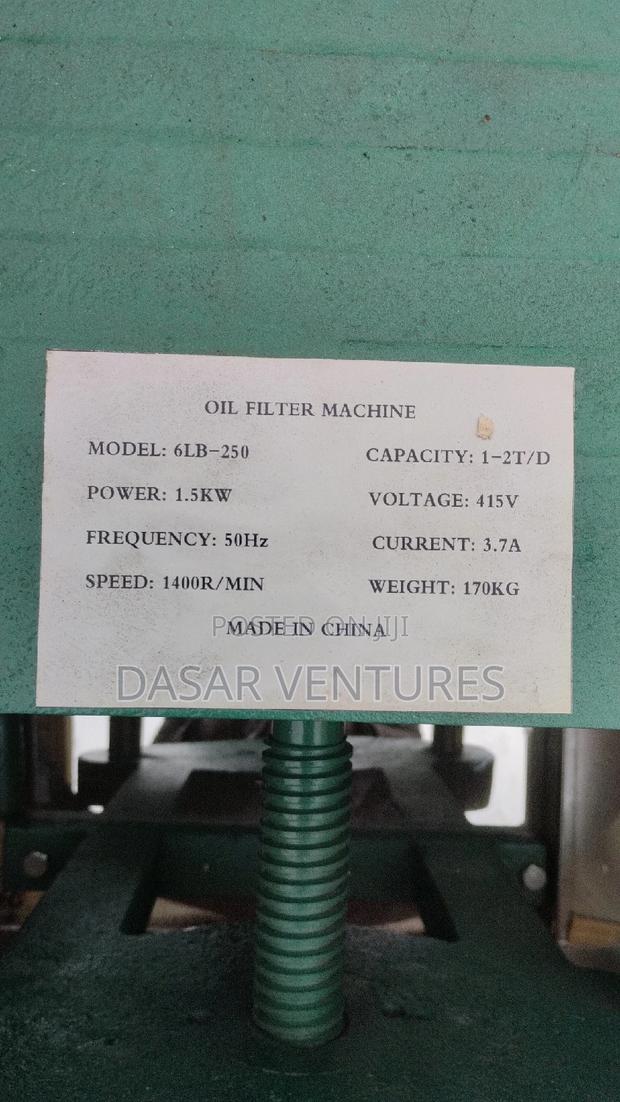 OIL FILTER MACHINE
MODEL: 6LB-250 CAPACITY: 1-2T/D
POWER: 1.5KW VOLTAGE: 415V
FREQUENCY: 50Hz CURRENT: 3.7A
SPEED: 1400R/MIN WEIGHT: 170KG
MADE IN CHINA
POSTED ON JIJI
DASAR VENTURES